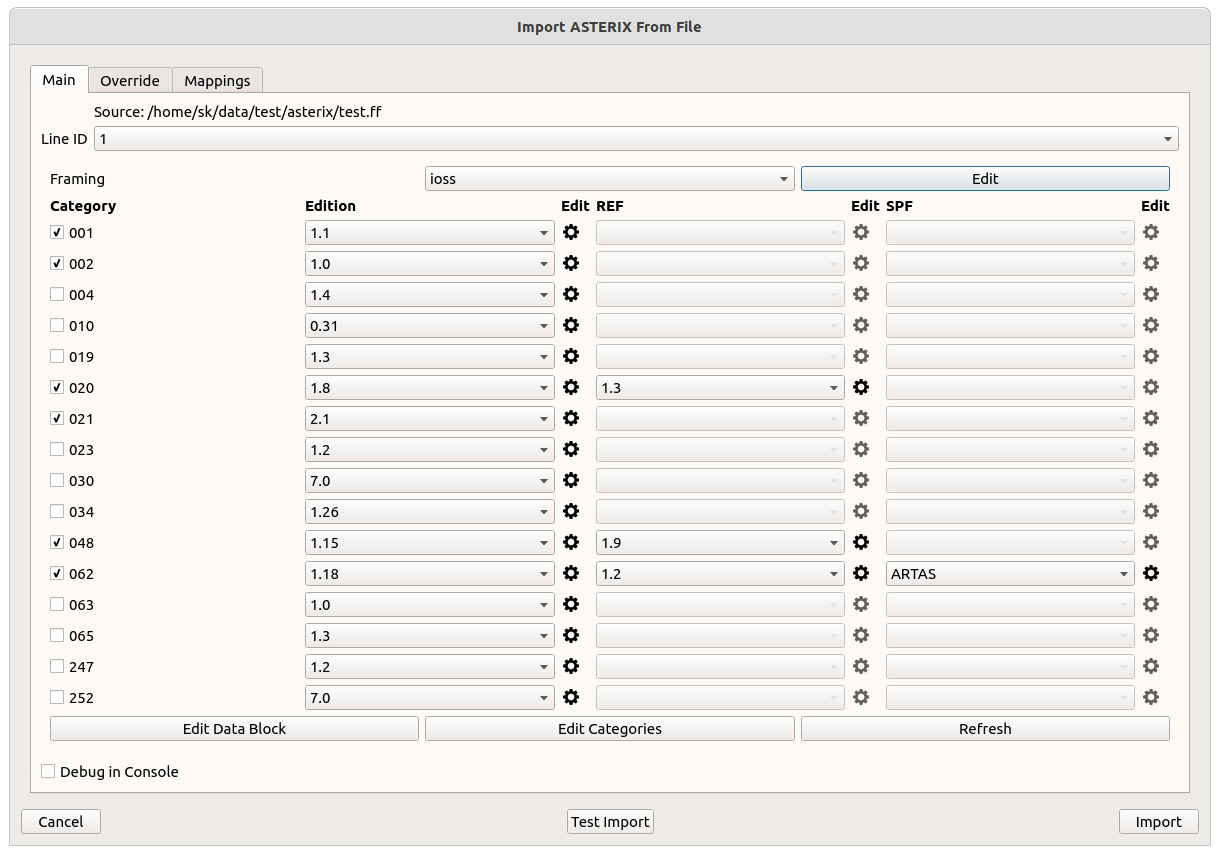 Import ASTERIX From File
Main Override Mappings
Source: /home/sk/data/test/asterix/test.ff
Line ID 1
Framing ioss Edit
Category Edition Edit REF Edit SPF Edit
001 1.1
002 1.0
004 1.4
010 0.31
019 1.3
020 1.8 1.3
021 2.1
023 1.2
030 7.0
034 1.26
048 1.15 1.9
062 1.18 1.2 ARTAS
063 1.0
065 1.3
247 1.2
252 7.0
Edit Data Block Edit Categories Refresh
Debug in Console
Cancel Test Import Import